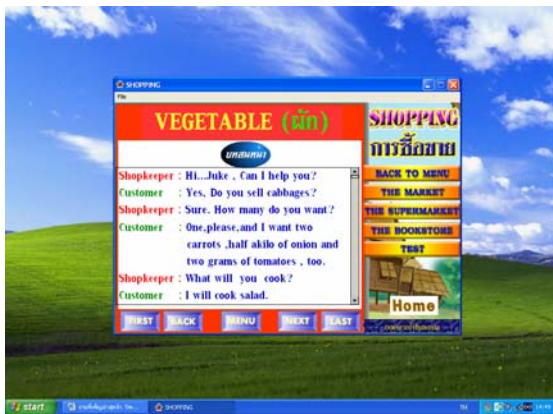 SHOPPING
File
VEGETABLE (ผัก)
บทสนทนา
Shopkeeper : Hi...Juke , Can I help you?
Customer : Yes, Do you sell cabbages?
Shopkeeper : Sure. How many do you want?
Customer : One,please,and I want two
carrots ,half akilo of onion and
two grams of tomatoes , too.
Shopkeeper : What will you cook?
Customer : I will cook salad.
FIRST BACK MENU NEXT LAST
SHOPPING
การซื้อขาย
BACK TO MENU
THE MARKET
THE SUPERMARKET
THE BOOKSTORE
TEST
Home
start
SHOPPING
TH